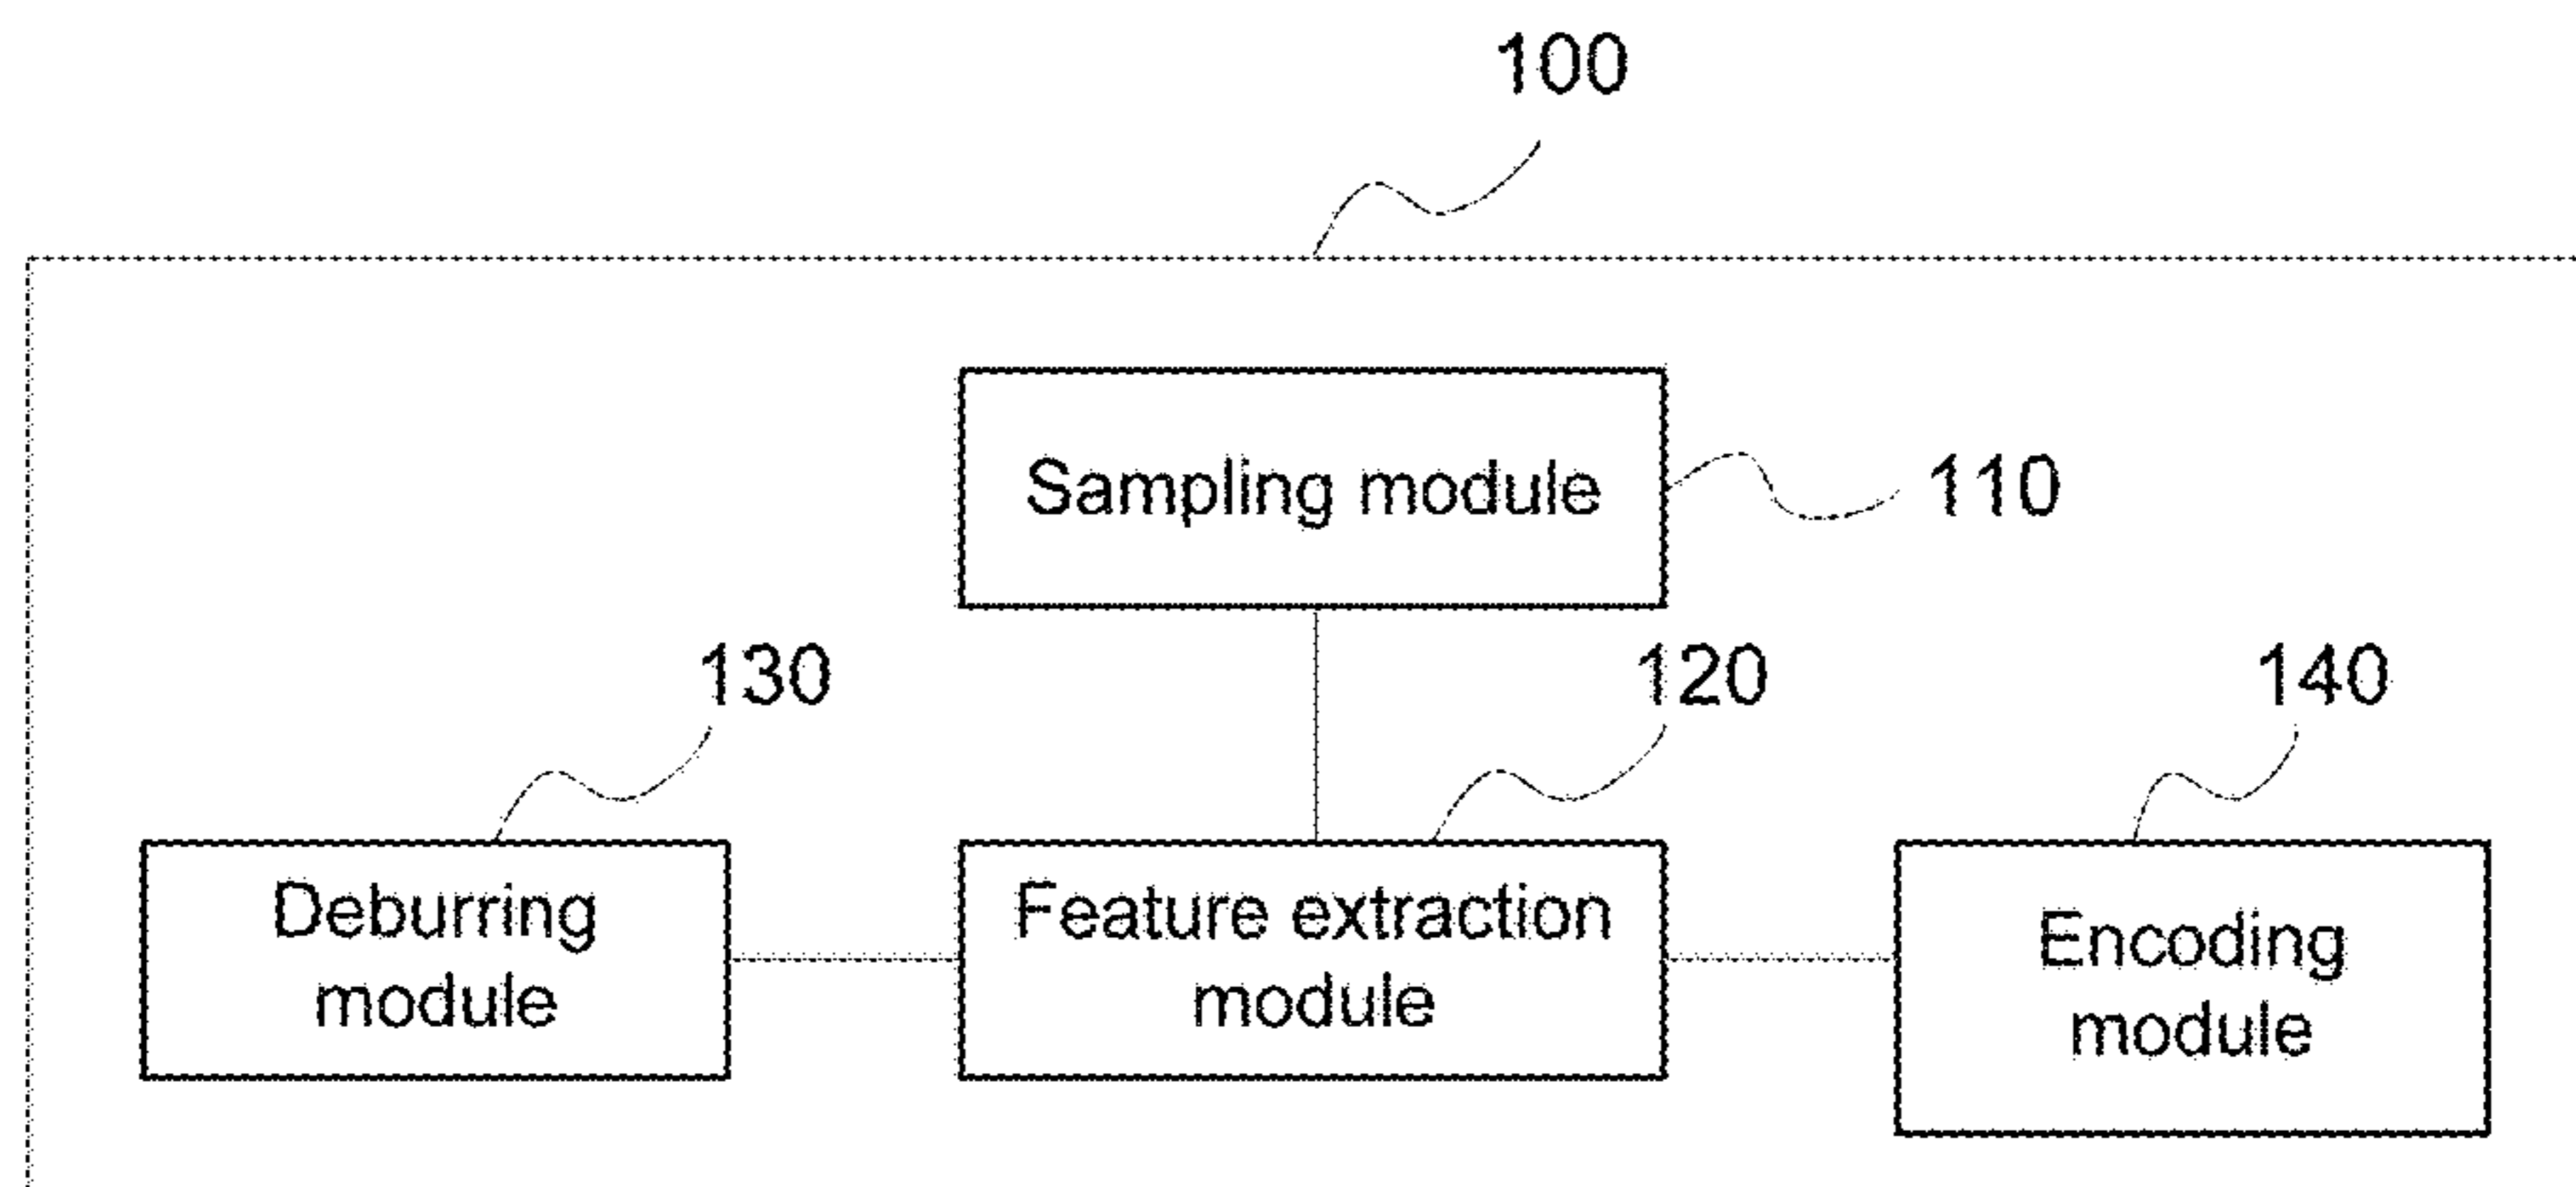 100
Sampling module
110
130
120
140
Deburring
module
Feature extraction
module
Encoding
module